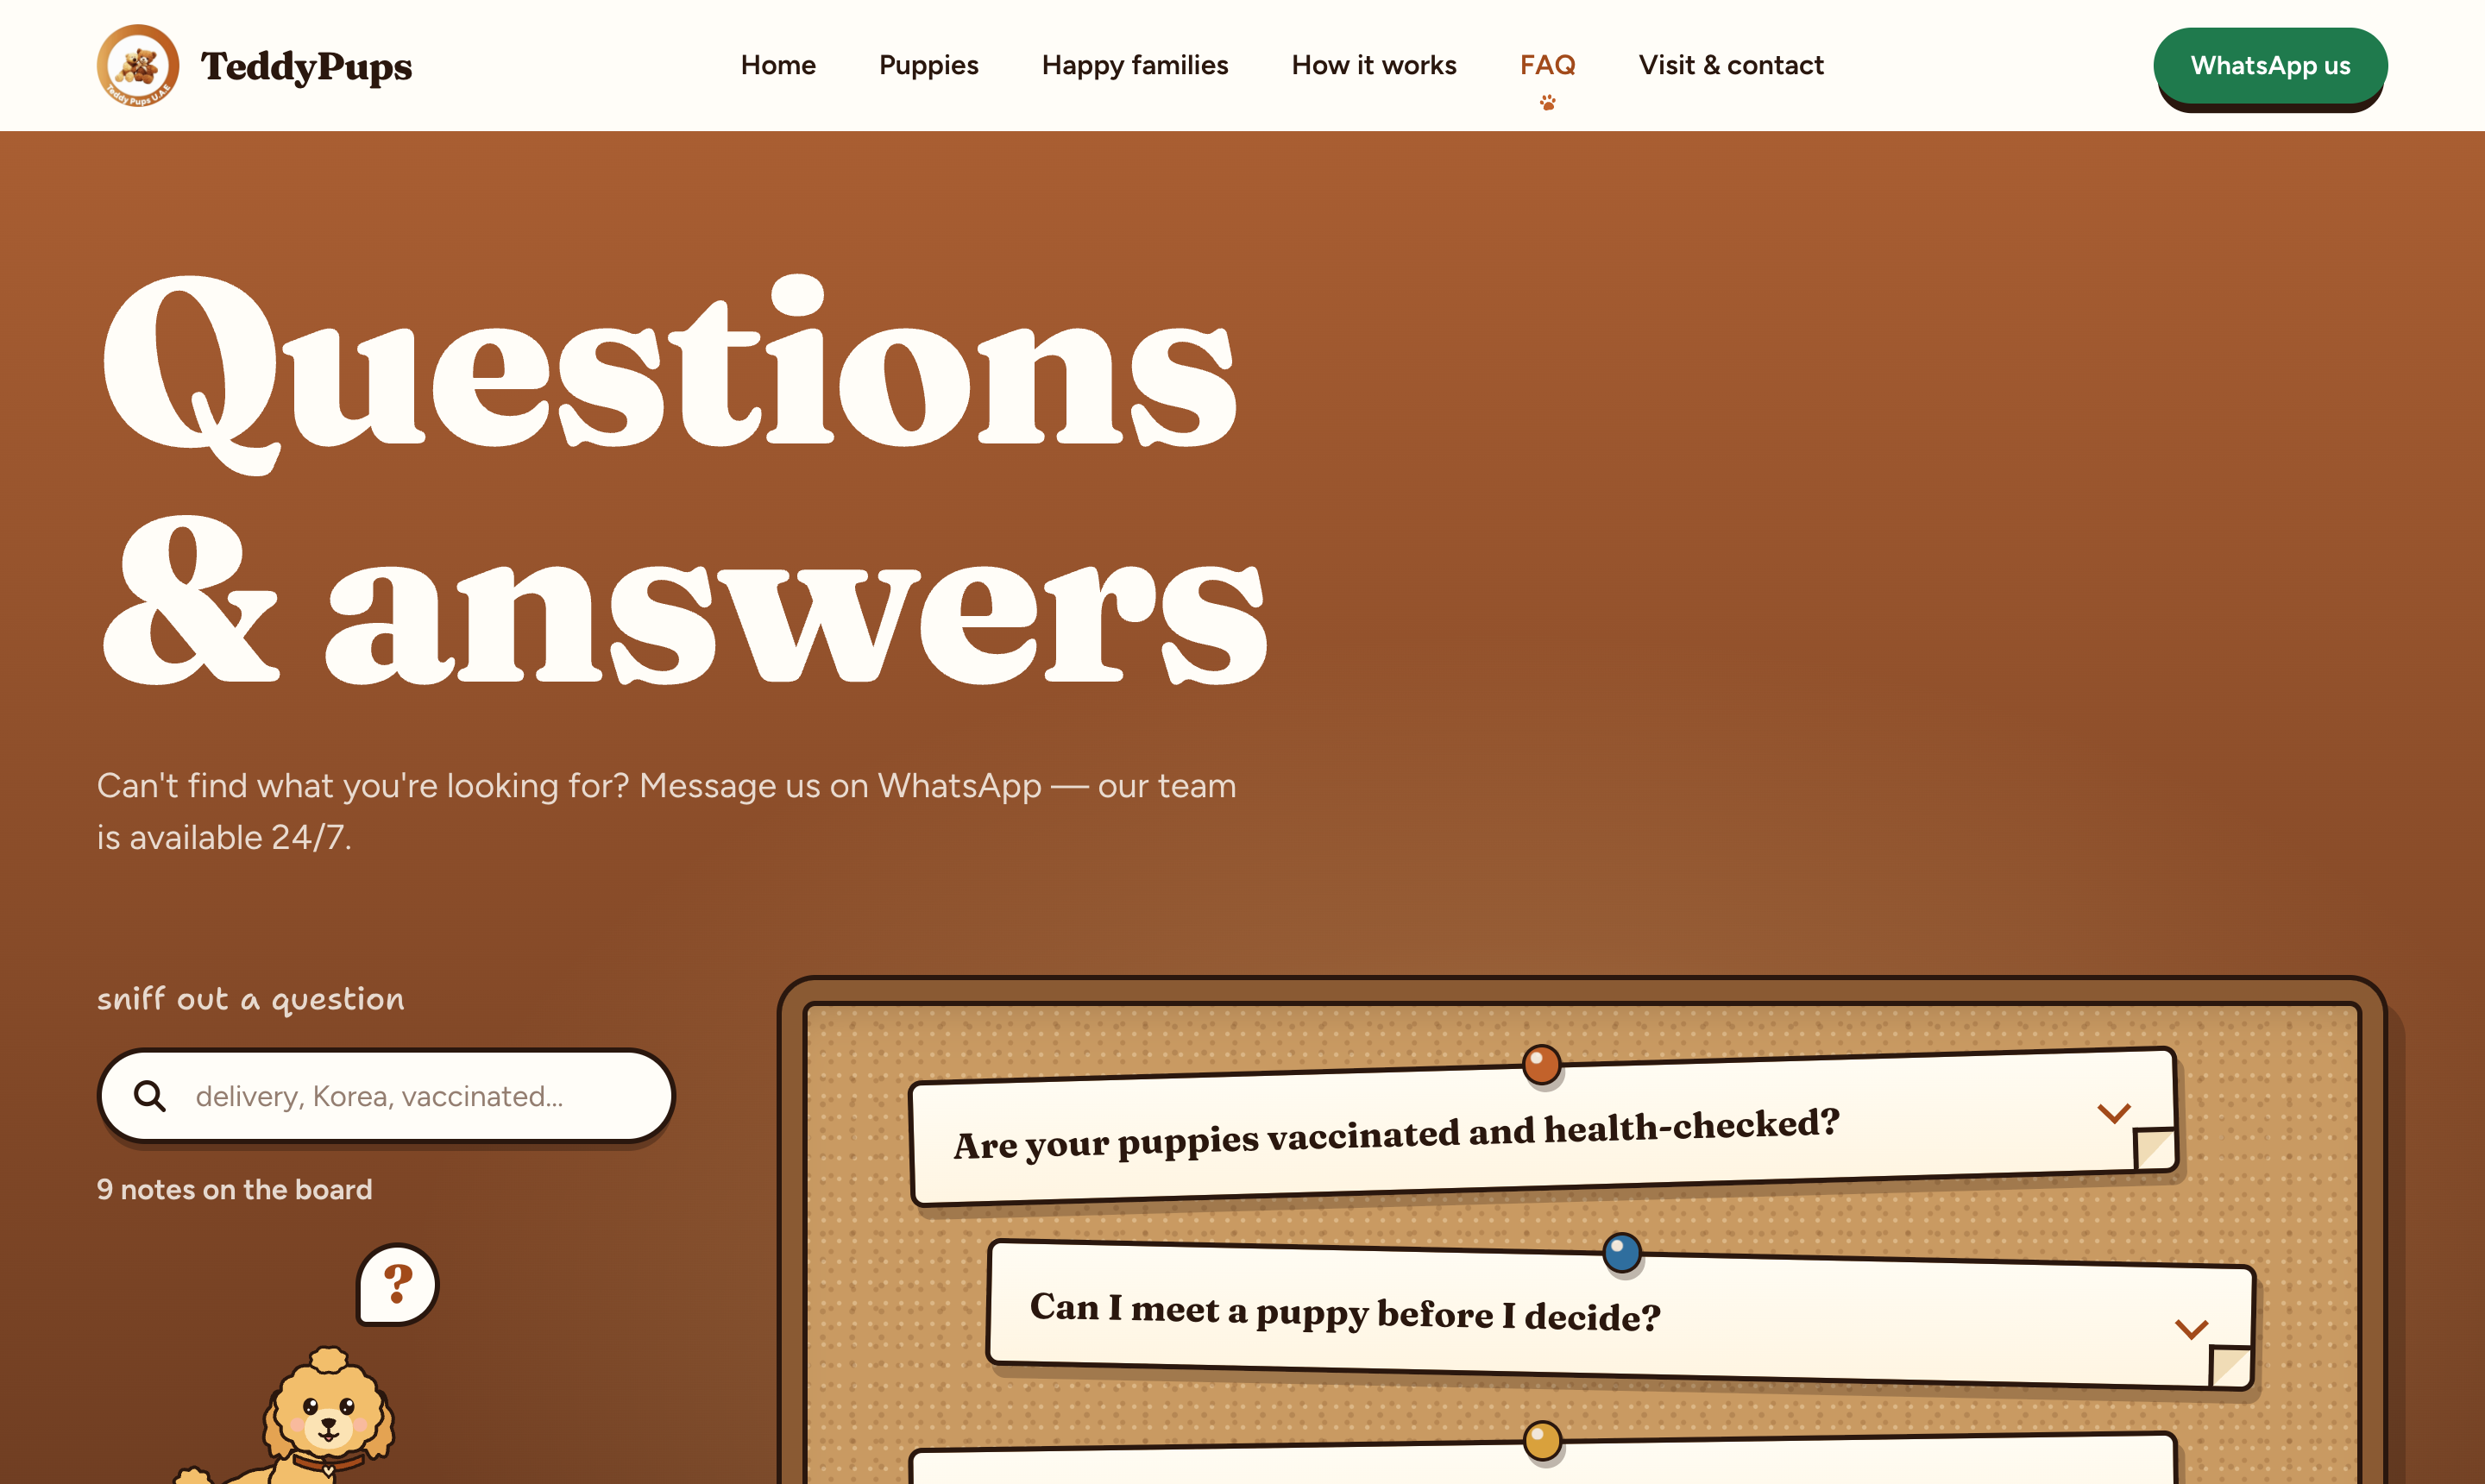 Teddy Pups U.A.E
TeddyPups
Home
Puppies
Happy families
How it works
FAQ
Visit & contact
WhatsApp us
Questions
& answers
Can't find what you're looking for? Message us on WhatsApp — our team
is available 24/7.
sniff out a question
delivery, Korea, vaccinated...
9 notes on the board
?
Are your puppies vaccinated and health-checked?
Can I meet a puppy before I decide?